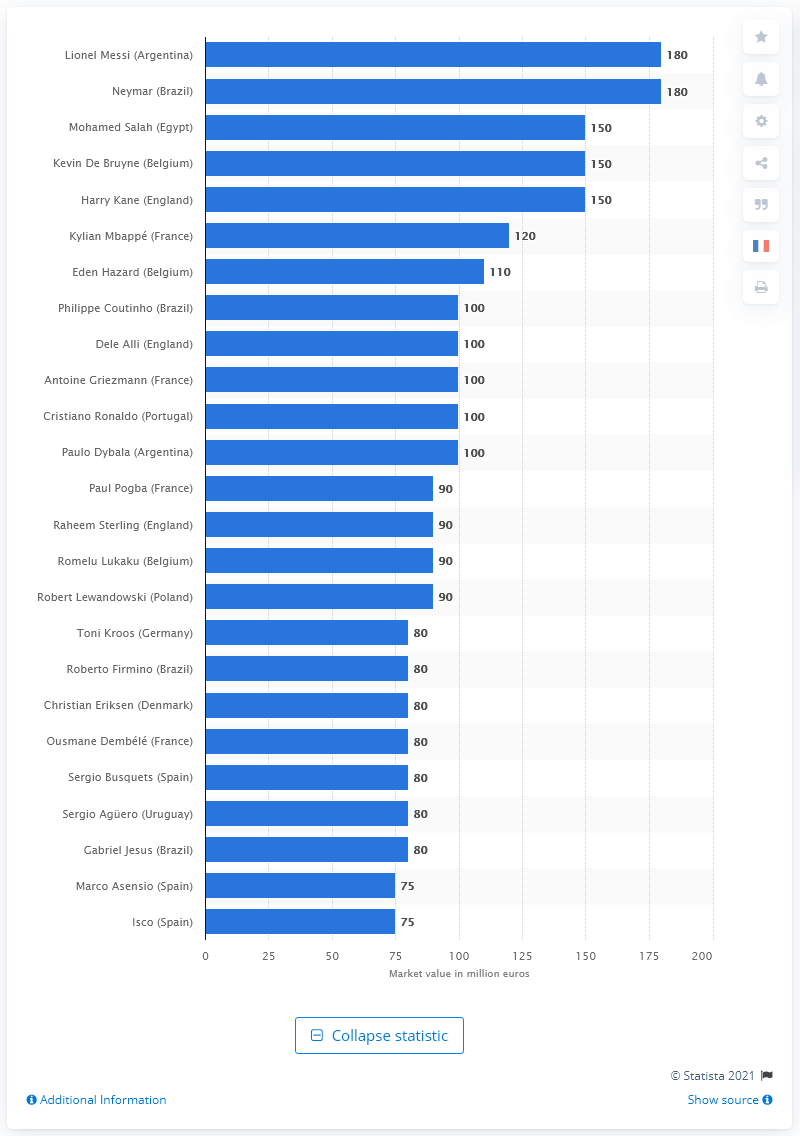 Lionel Messi (Argentina) 180
Neymar (Brazil) 180
Mohamed Salah (Egypt) 150
Kevin De Bruyne (Belgium) 150
Harry Kane (England) 150
Kylian Mbappé (France) 120
Eden Hazard (Belgium) 110
Philippe Coutinho (Brazil) 100
Dele Alli (England) 100
Antoine Griezmann (France) 100
Cristiano Ronaldo (Portugal) 100
Paulo Dybala (Argentina) 100
Paul Pogba (France) 90
Raheem Sterling (England) 90
Romelu Lukaku (Belgium) 90
Robert Lewandowski (Poland) 90
Toni Kroos (Germany) 80
Roberto Firmino (Brazil) 80
Christian Eriksen (Denmark) 80
Ousmane Dembélé (France) 80
Sergio Busquets (Spain) 80
Sergio Agüero (Uruguay) 80
Gabriel Jesus (Brazil) 80
Marco Asensio (Spain) 75
Isco (Spain) 75
0 25 50 75 100 125 150 175 200
Market value in million euros
Collapse statistic
© Statista 2021
Additional Information
Show source